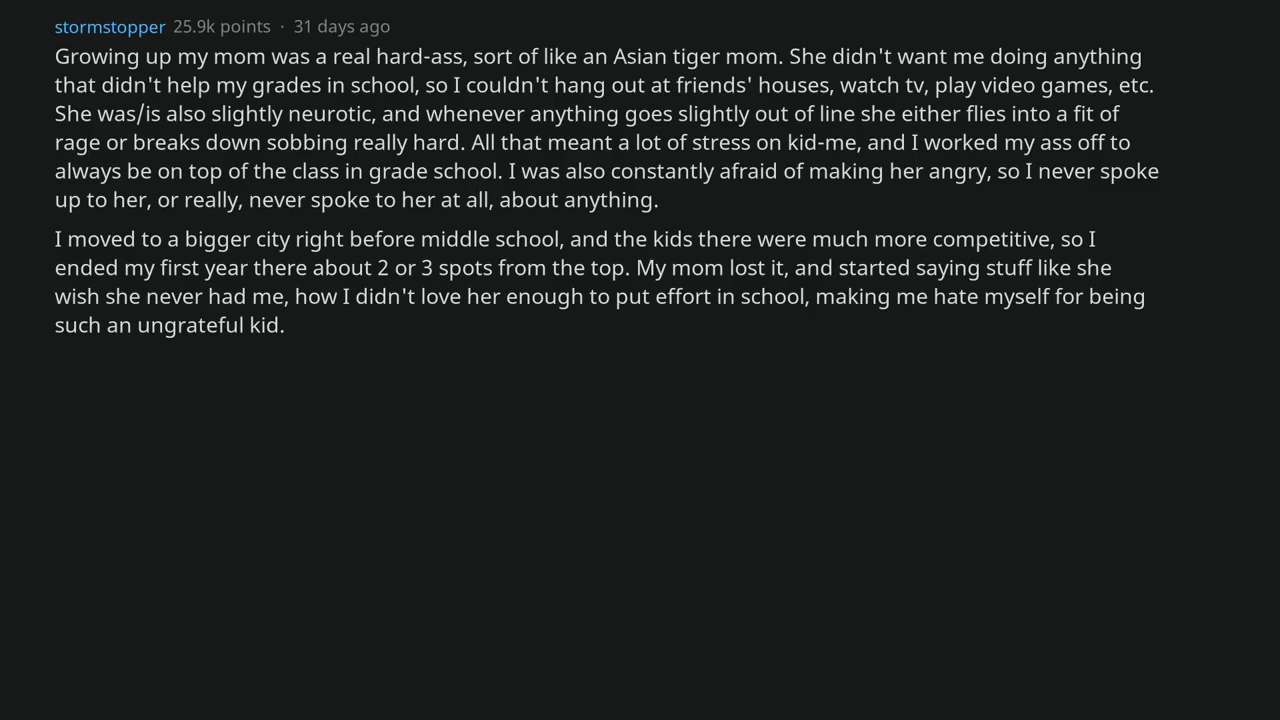 stormstopper 25.9k points · 31 days ago
Growing up my mom was a real hard-ass, sort of like an Asian tiger mom. She didn't want me doing anything
that didn't help my grades in school, so I couldn't hang out at friends' houses, watch tv, play video games, etc.
She was/is also slightly neurotic, and whenever anything goes slightly out of line she either flies into a fit of
rage or breaks down sobbing really hard. All that meant a lot of stress on kid-me, and I worked my ass off to
always be on top of the class in grade school. I was also constantly afraid of making her angry, so I never spoke
up to her, or really, never spoke to her at all, about anything.
I moved to a bigger city right before middle school, and the kids there were much more competitive, so I
ended my first year there about 2 or 3 spots from the top. My mom lost it, and started saying stuff like she
wish she never had me, how I didn't love her enough to put effort in school, making me hate myself for being
such an ungrateful kid.